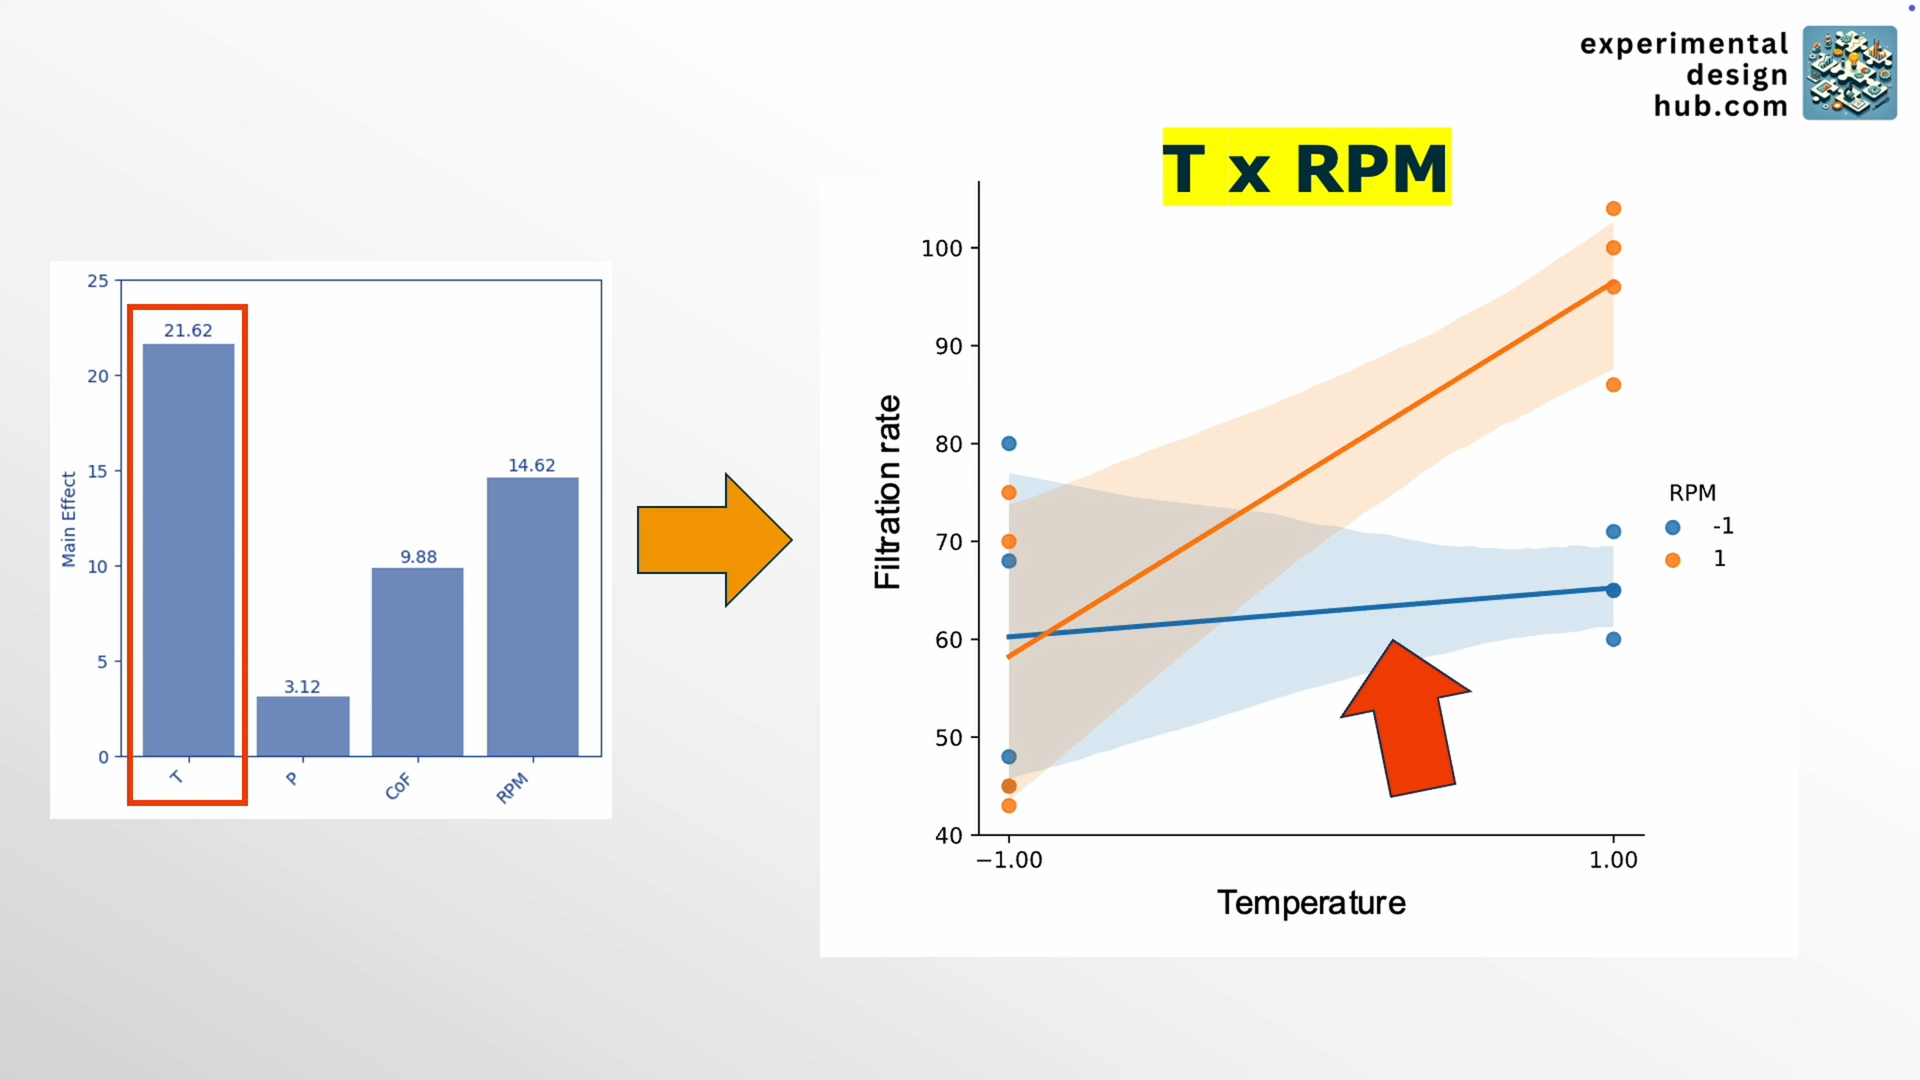 experimental
design
hub.com
T x RPM
25
20
15
10
5
0
Main Effect
21.62
3.12
9.88
14.62
T
P
CoF
RPM
100
90
80
70
60
50
40
Filtration rate
−1.00
1.00
Temperature
RPM
-1
1